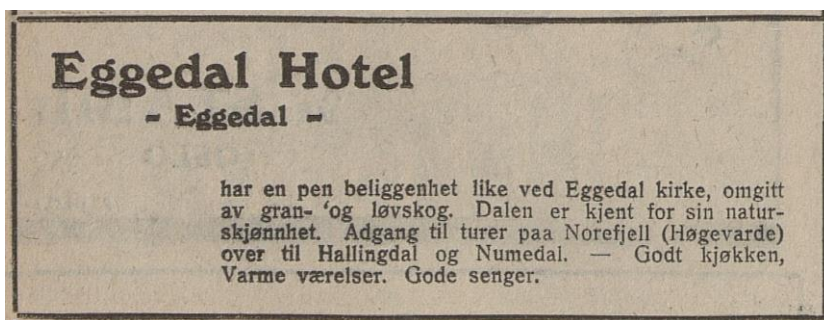 Eggedal Hotel
- Eggedal -
har en pen beliggenhet like ved Eggedal kirke, omgitt
av gran- 'og løvskog. Dalen er kjent for sin natur-
skjønnhet. Adgang til turer paa Norefjell (Høgevarde)
over til Hallingdal og Numedal. — Godt kjøkken,
Varme værelser. Gode senger.